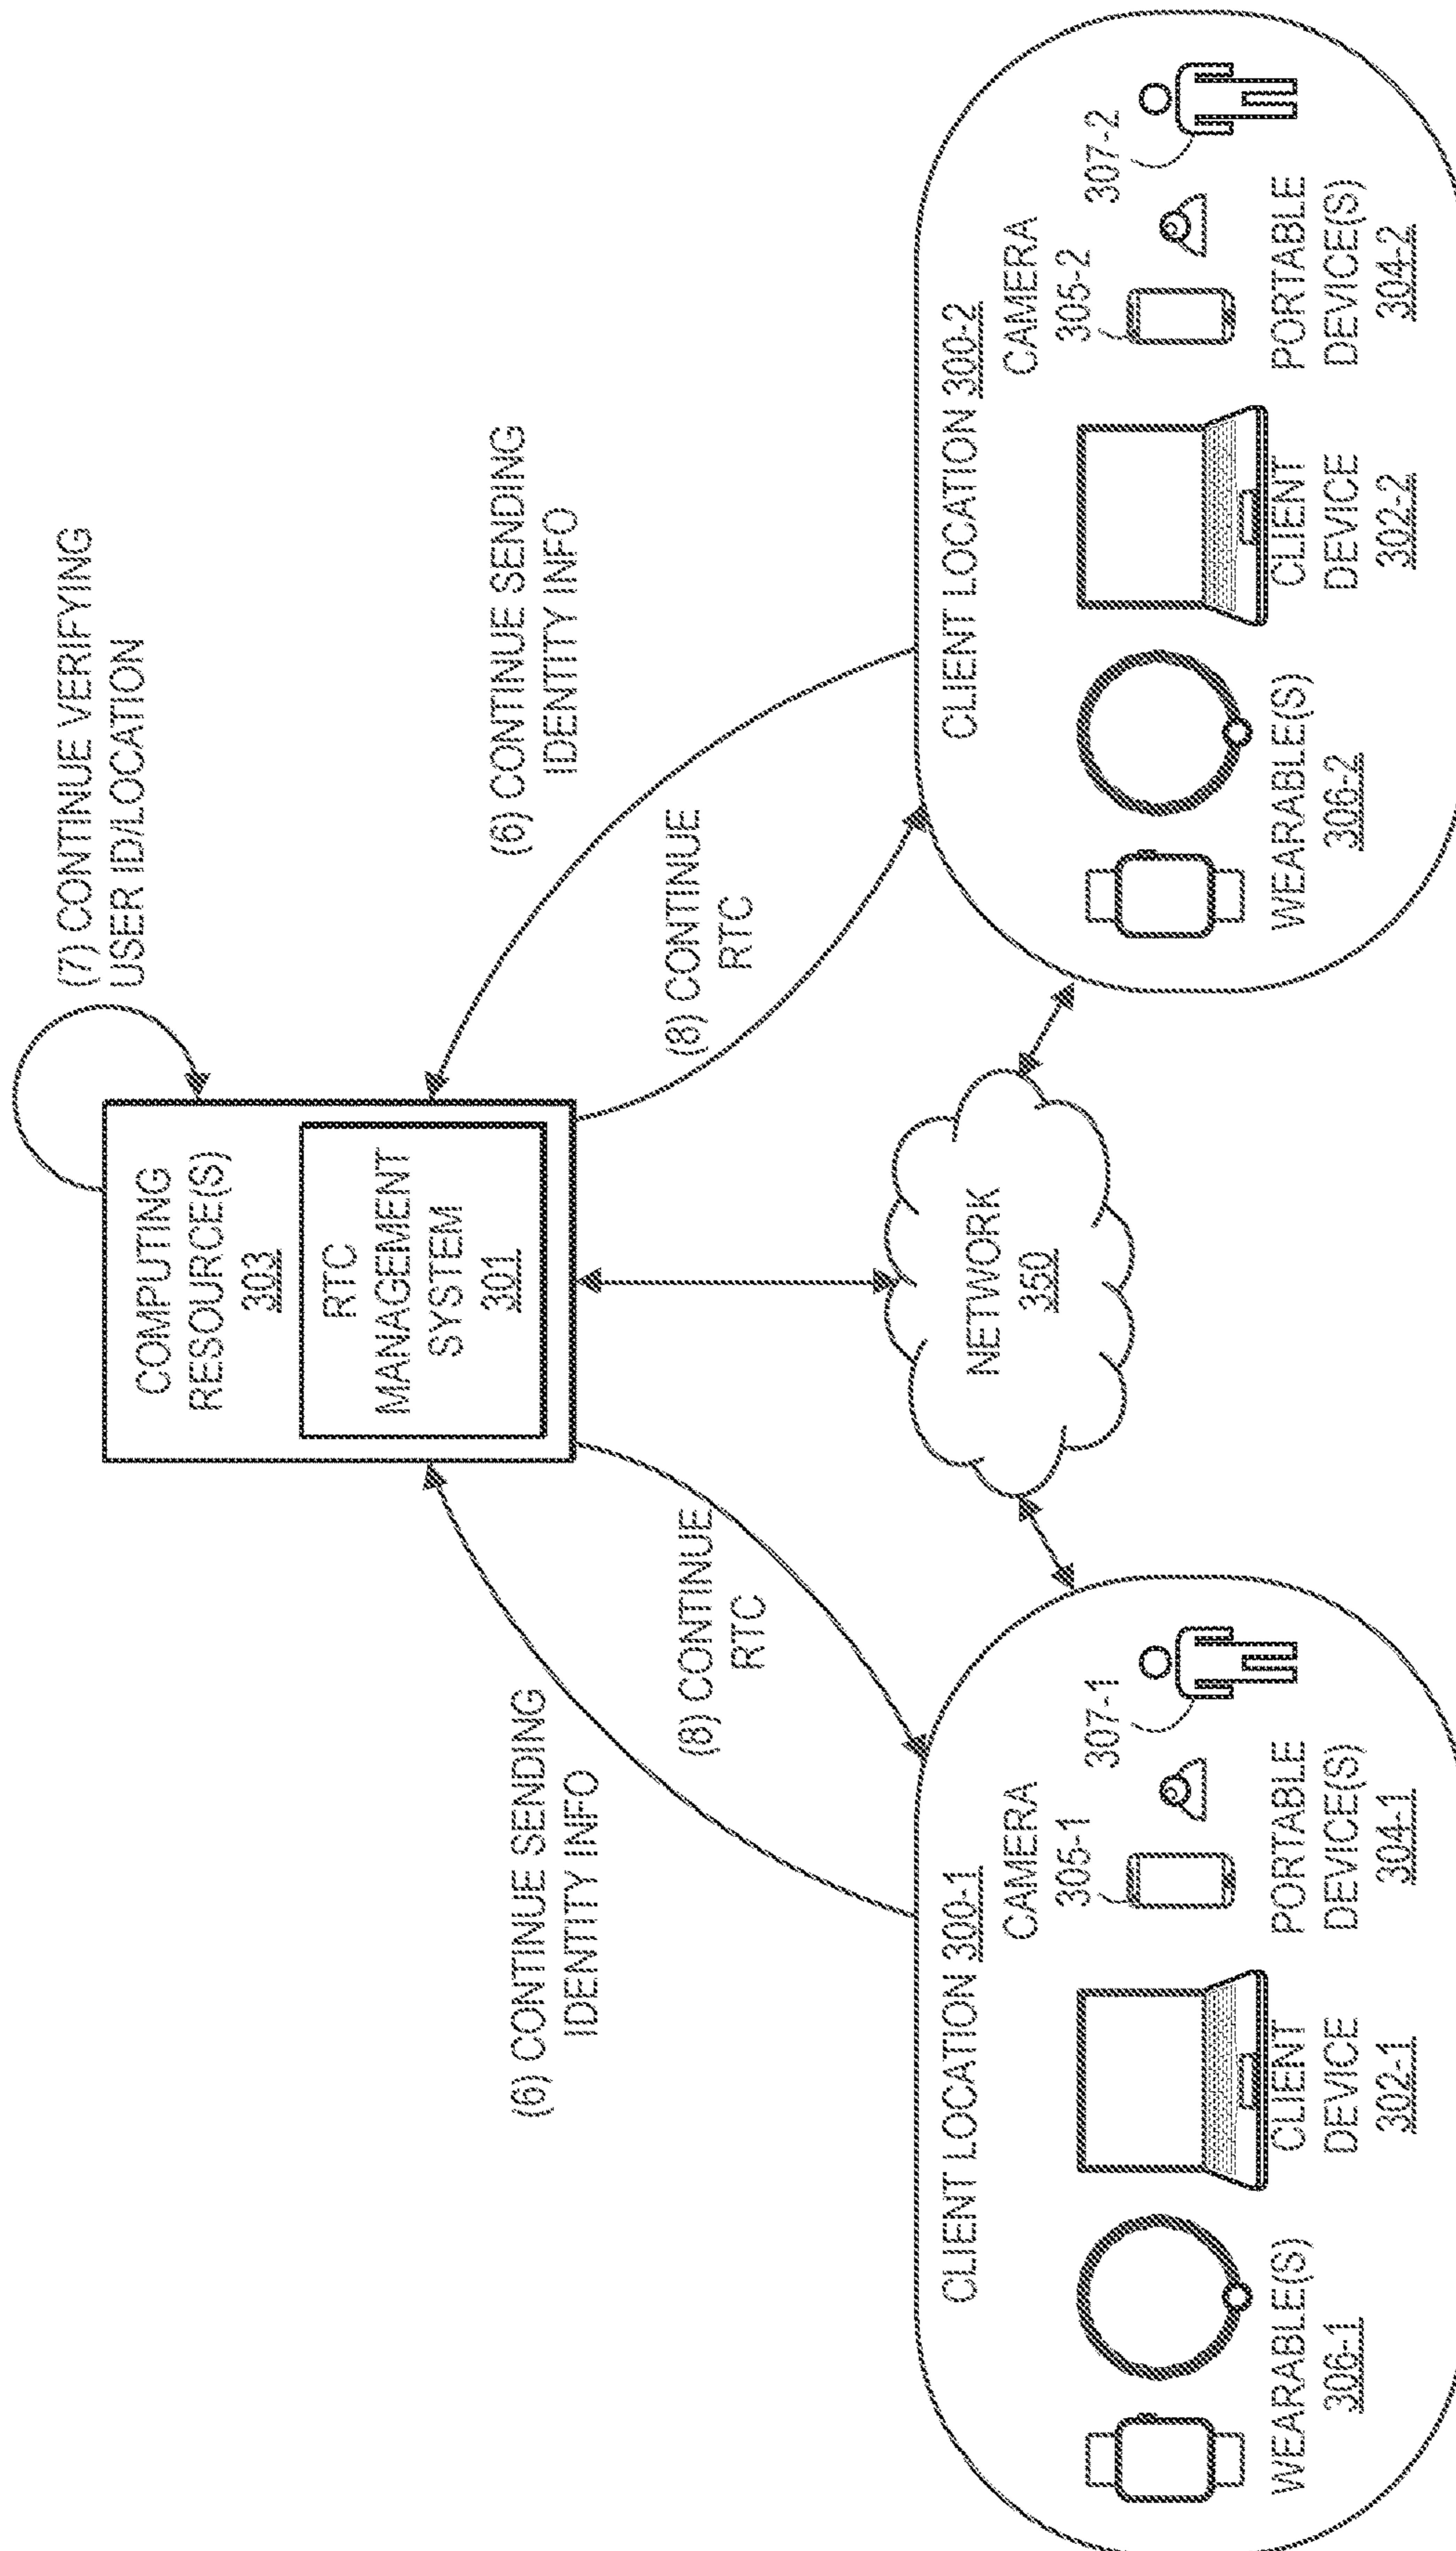 (7) CONTINUE VERIFYING
USER ID/LOCATION
COMPUTING
RESOURCE(S)
303
RTC
MANAGEMENT
SYSTEM
301
(6) CONTINUE SENDING
IDENTITY INFO
(6) CONTINUE SENDING
IDENTITY INFO
(8) CONTINUE
RTC
(8) CONTINUE
RTC
NETWORK
350
CLIENT LOCATION 300-1
CAMERA
305-1
307-1
WEARABLE(S)
306-1
CLIENT
DEVICE
302-1
PORTABLE
DEVICE(S)
304-1
CLIENT LOCATION 300-2
CAMERA
305-2
307-2
WEARABLE(S)
306-2
CLIENT
DEVICE
302-2
PORTABLE
DEVICE(S)
304-2